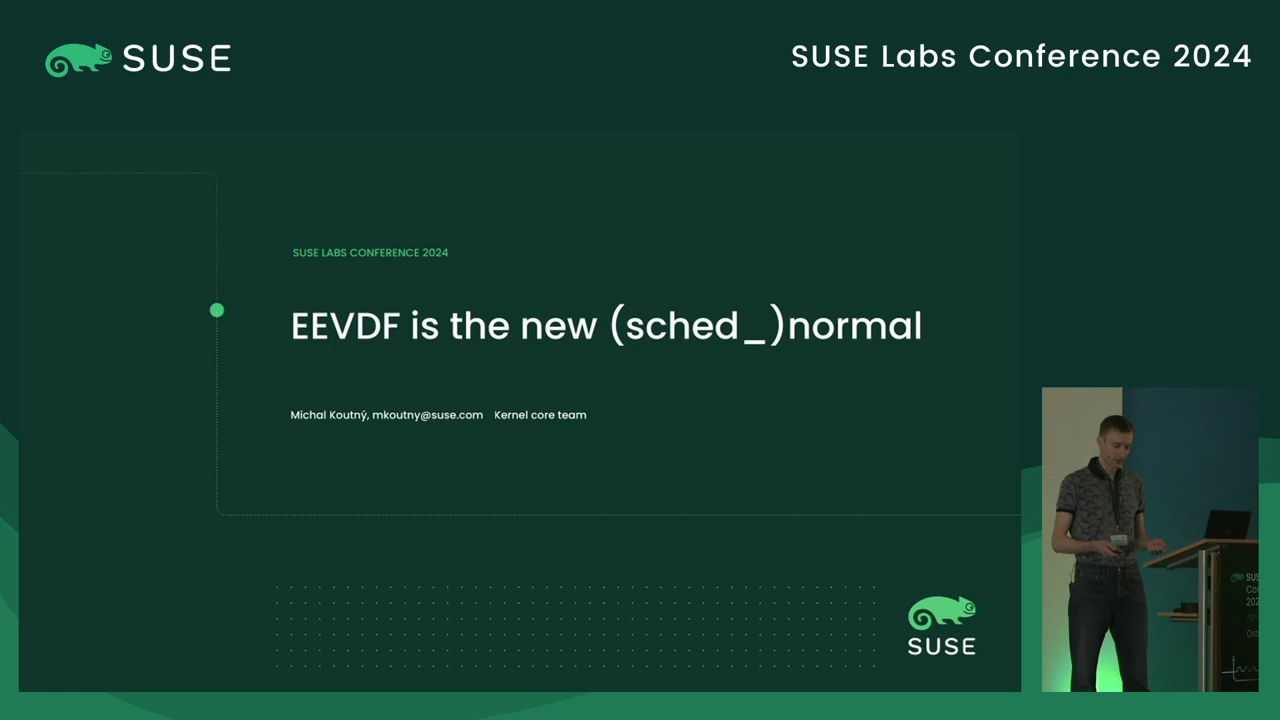 SUSE
SUSE Labs Conference 2024
SUSE LABS CONFERENCE 2024
EEVDF is the new (sched_)normal
Michal Koutný, mkoutny@suse.com Kernel core team
SUSE